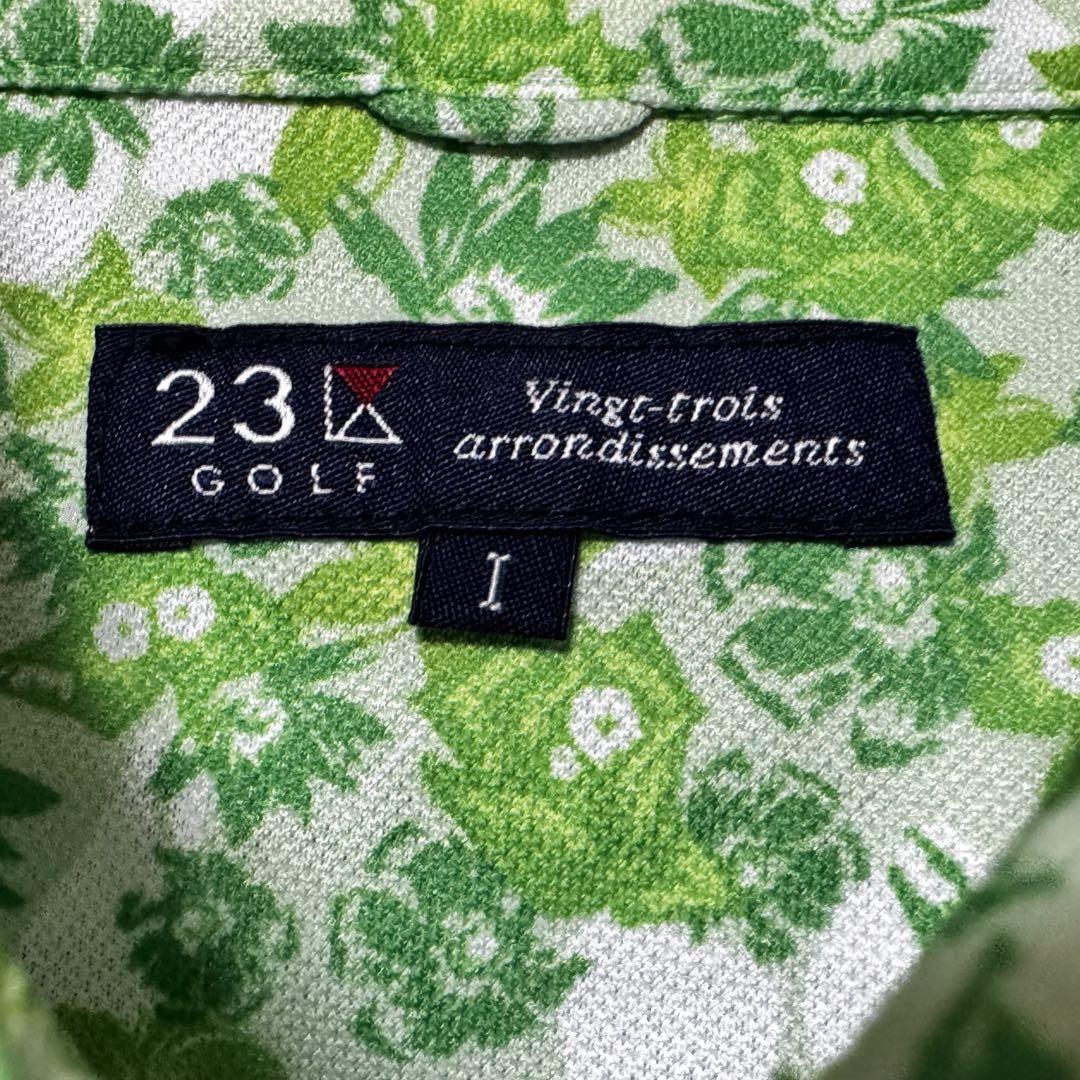 23
GOLF
Vingt-trois
arrondissements
I